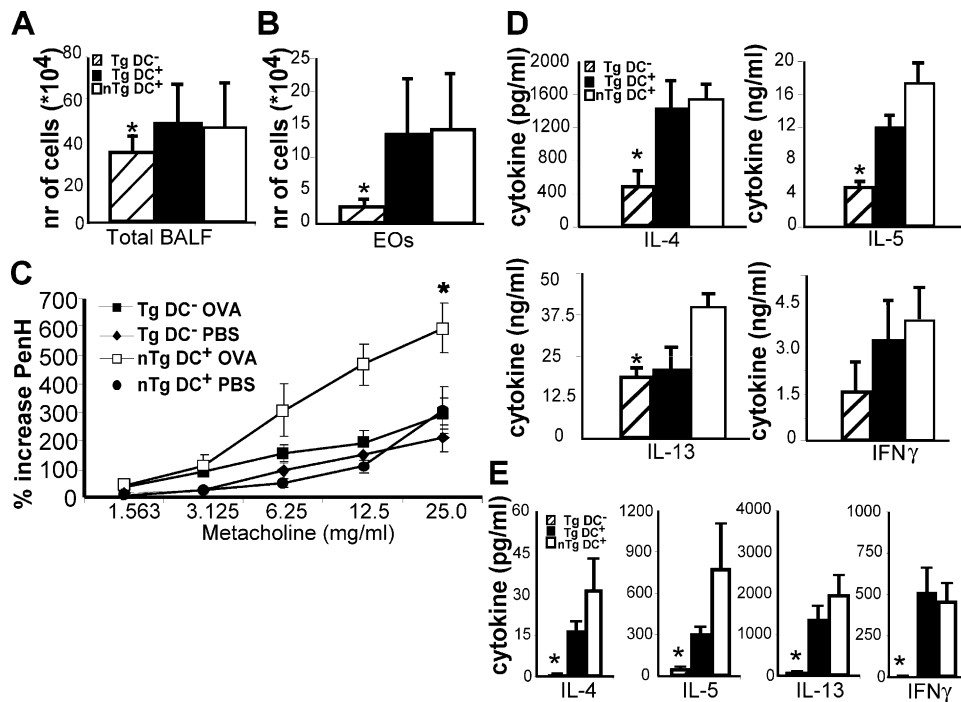 A
nr of cells (*10⁴)
80
60
40
20
0
Tg DC⁻
Tg DC⁺
nTg DC⁺
*
Total BALF
B
nr of cells (*10⁴)
25
20
15
10
5
0
*
EOs
C
% increase PenH
700
600
500
400
300
200
100
0
Tg DC⁻ OVA
Tg DC⁻ PBS
nTg DC⁺ OVA
nTg DC⁺ PBS
*
1.563 3.125 6.25 12.5 25.0
Metacholine (mg/ml)
D
cytokine (pg/ml)
2000
1600
1200
800
400
0
Tg DC⁻
Tg DC⁺
nTg DC⁺
*
IL-4
cytokine (ng/ml)
20
16
12
8
4
0
*
IL-5
cytokine (ng/ml)
50
37.5
25
12.5
0
*
IL-13
cytokine (ng/ml)
4.5
3.0
1.5
0
IFNγ
E
cytokine (pg/ml)
60
45
30
15
0
Tg DC⁻
Tg DC⁺
nTg DC⁺
*
IL-4
1200
900
600
300
0
*
IL-5
4000
3000
2000
1000
0
*
IL-13
1000
750
500
250
0
*
IFNγ